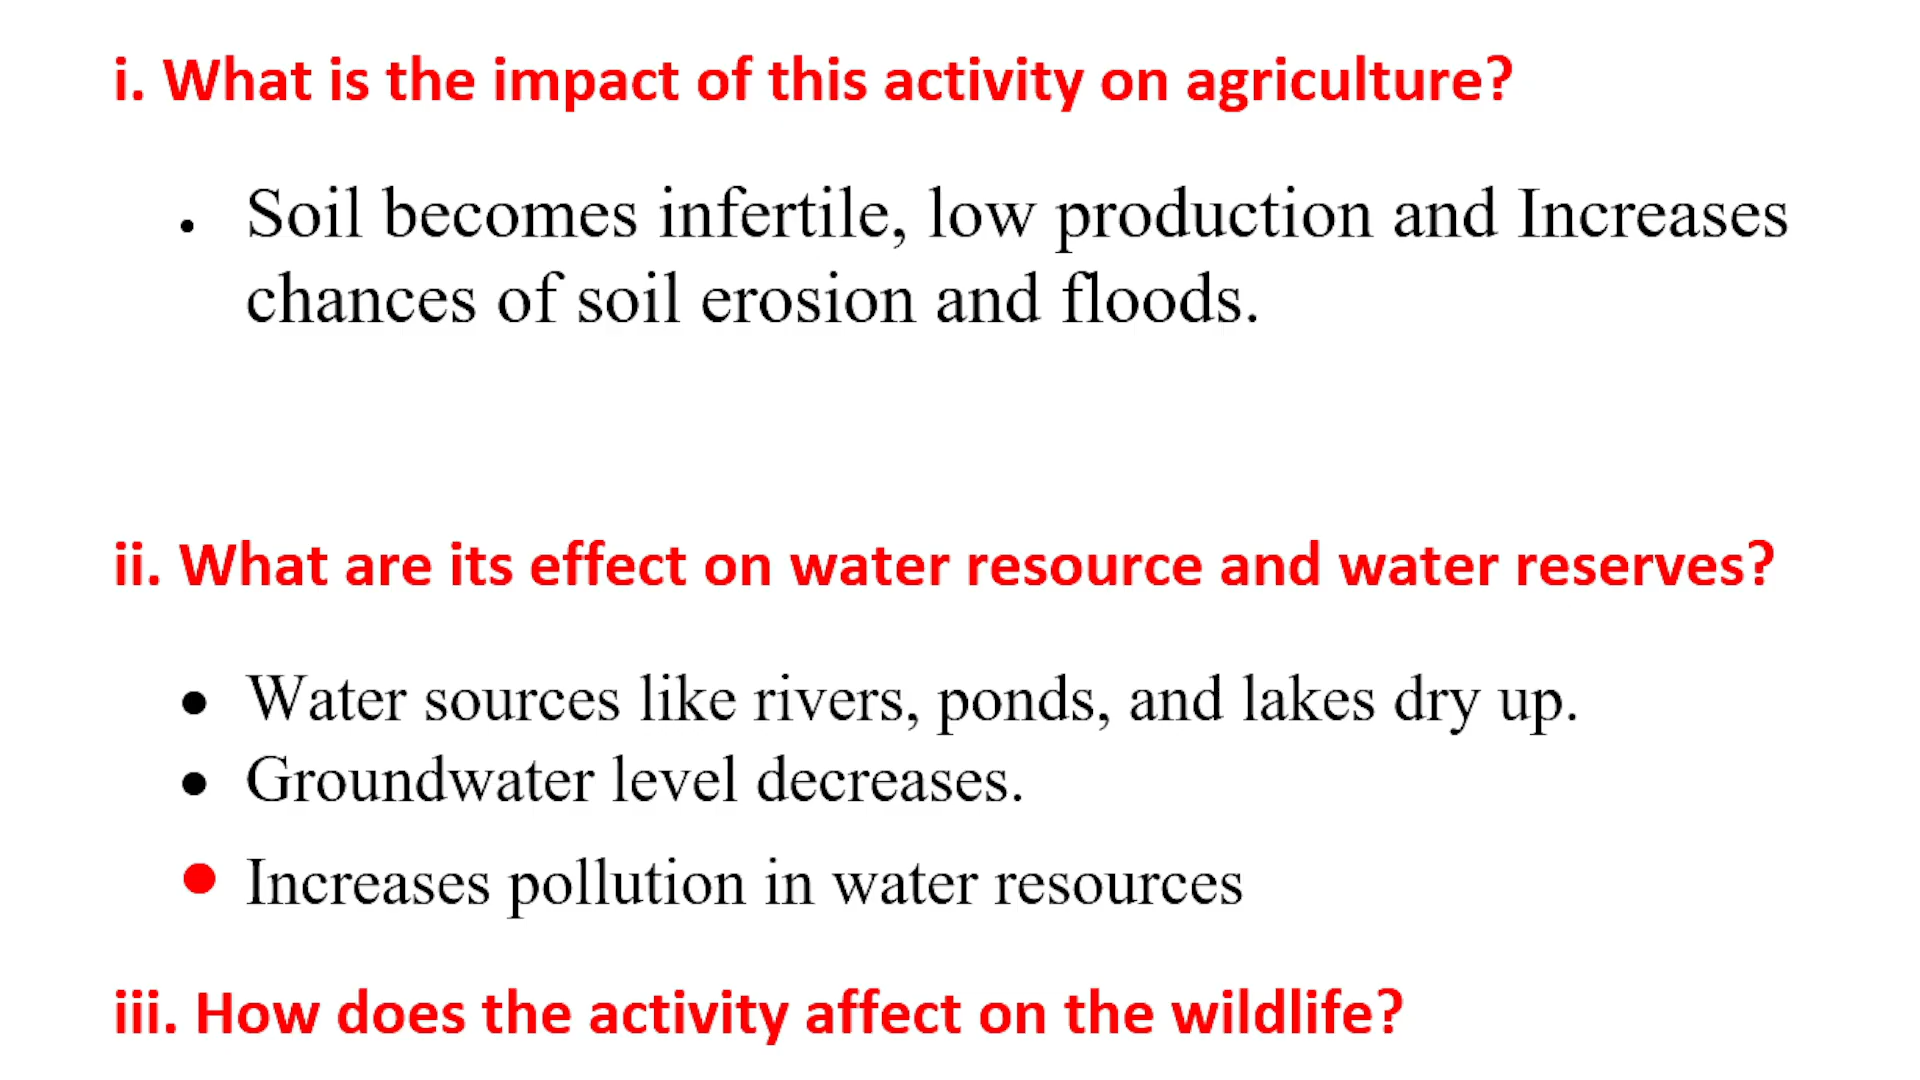 i. What is the impact of this activity on agriculture?
• Soil becomes infertile, low production and Increases
chances of soil erosion and floods.
ii. What are its effect on water resource and water reserves?
• Water sources like rivers, ponds, and lakes dry up.
• Groundwater level decreases.
• Increases pollution in water resources
iii. How does the activity affect on the wildlife?